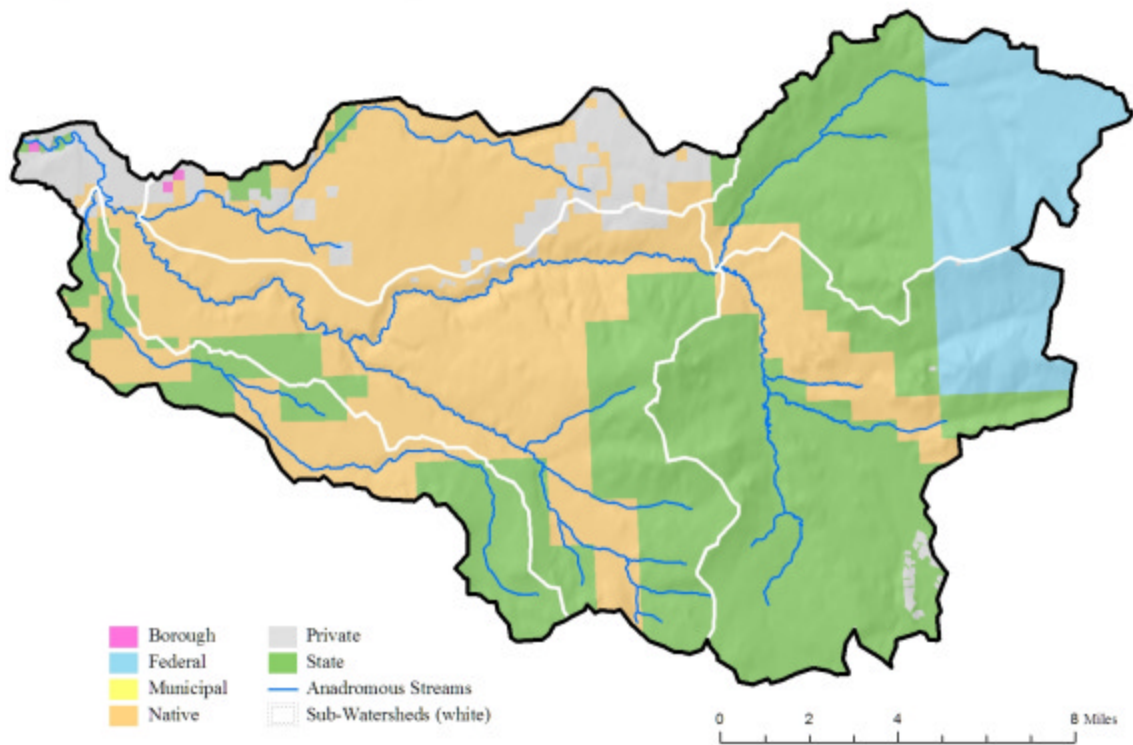 Borough
Federal
Municipal
Native
Private
State
Anadromous Streams
Sub-Watersheds (white)
0 2 4 8 Miles